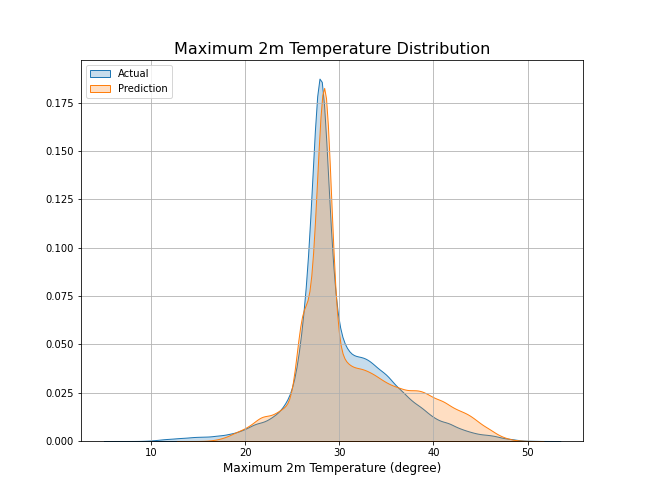 Maximum 2m Temperature Distribution
Actual
Prediction
0.175
0.150
0.125
0.100
0.075
0.050
0.025
0.000
10 20 30 40 50
Maximum 2m Temperature (degree)